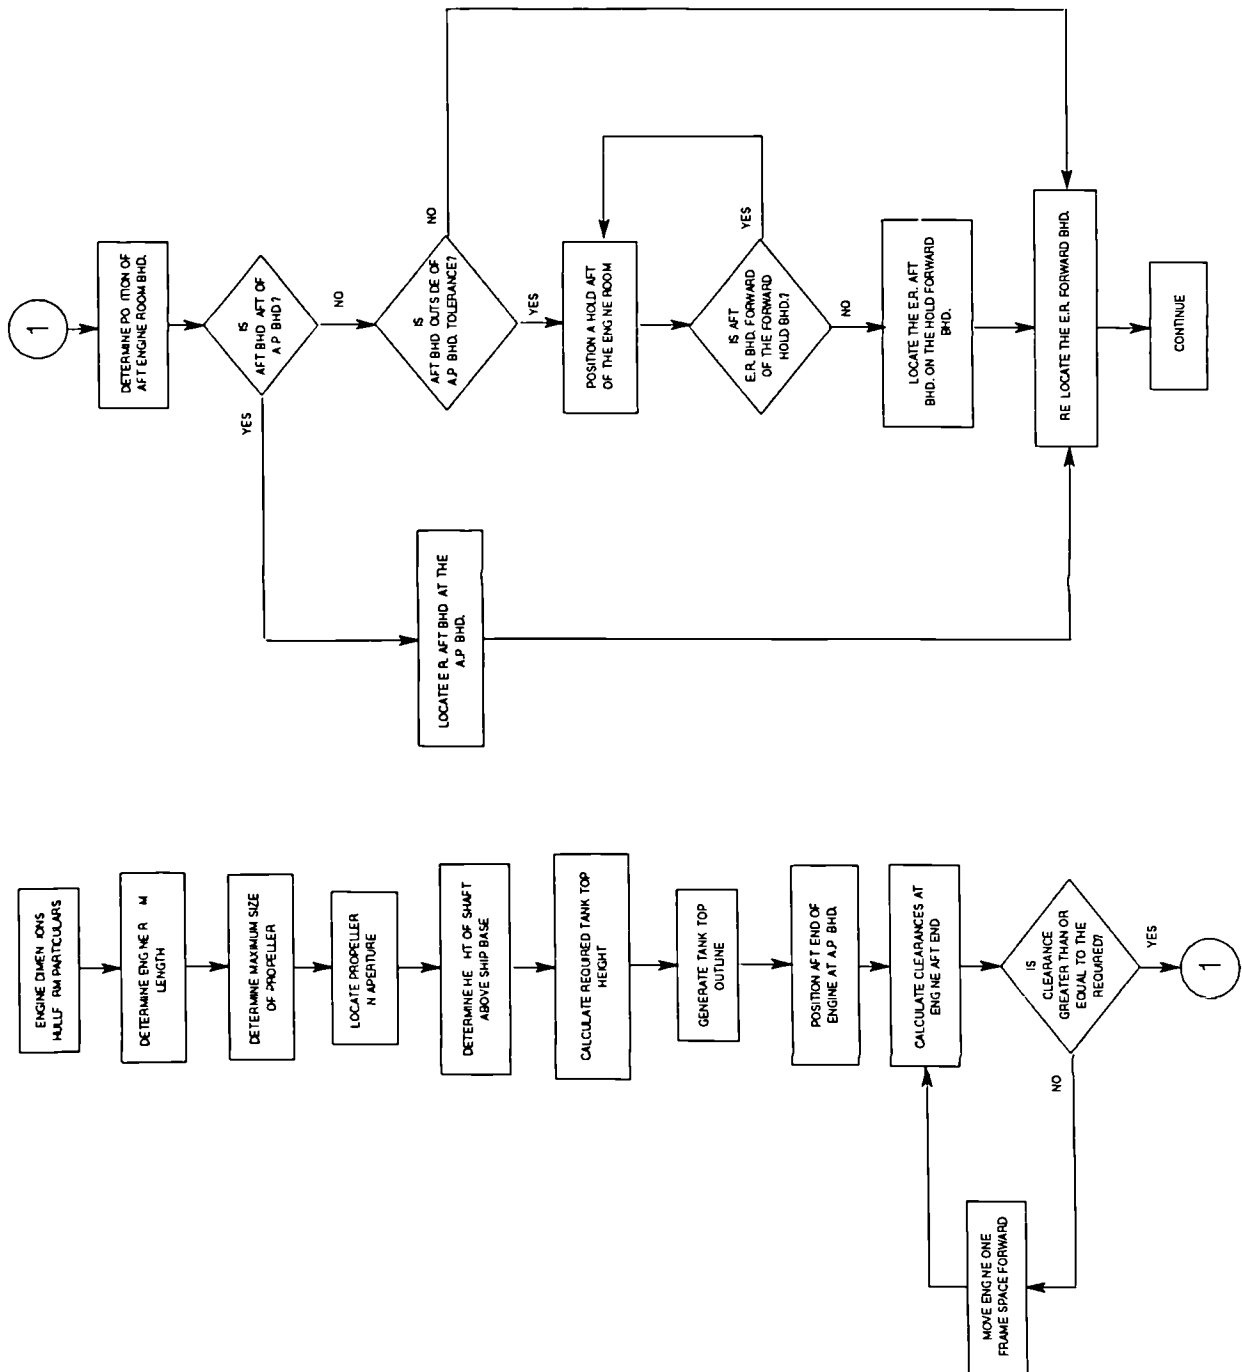 ENGINE DIMEN IONS
HULLF RM PARTICULARS
DETERMINE ENG NE R M
LENGTH
DETERMINE MAXIMUM SIZE
OF PROPELLER
LOCATE PROPELLER
N APERTURE
DETERMINE H HT OF SHAFT
ABOVE SHIP BASE
CALCULATE REQUIRED TANK TOP
HEIGHT
GENERATE TANK TOP
OUTLINE
POSITION AFT END OF
ENGINE AT A.P BHD.
CALCULATE CLEARANCES AT
ENG NE AFT END
IS
CLEARANCE
GREATER THAN OR
EQUAL TO THE
REQUIRED?
NO
YES
MOVE ENG NE ONE
FRAME SPACE FORWARD
1
1
DETERMINE PO ITION OF
AFT ENGINE ROOM BHD.
IS
AFT BHD AFT OF
A.P BHD?
YES
NO
LOCATE E R. AFT BHD AT THE
A.P BHD.
IS
AFT BHD OUTS DE OF
A.P BHD. TOLERANCE?
NO
YES
POSITION A HOLD AFT
OF THE ENG NE ROOM
IS AFT
E.R. BHD. FORWARD
OF THE FORWARD
HOLD BHD.?
YES
NO
LOCATE THE E.R. AFT
BHD. ON THE HOLD FORWARD
BHD.
RE LOCATE THE E.R. FORWARD BHD.
CONTINUE